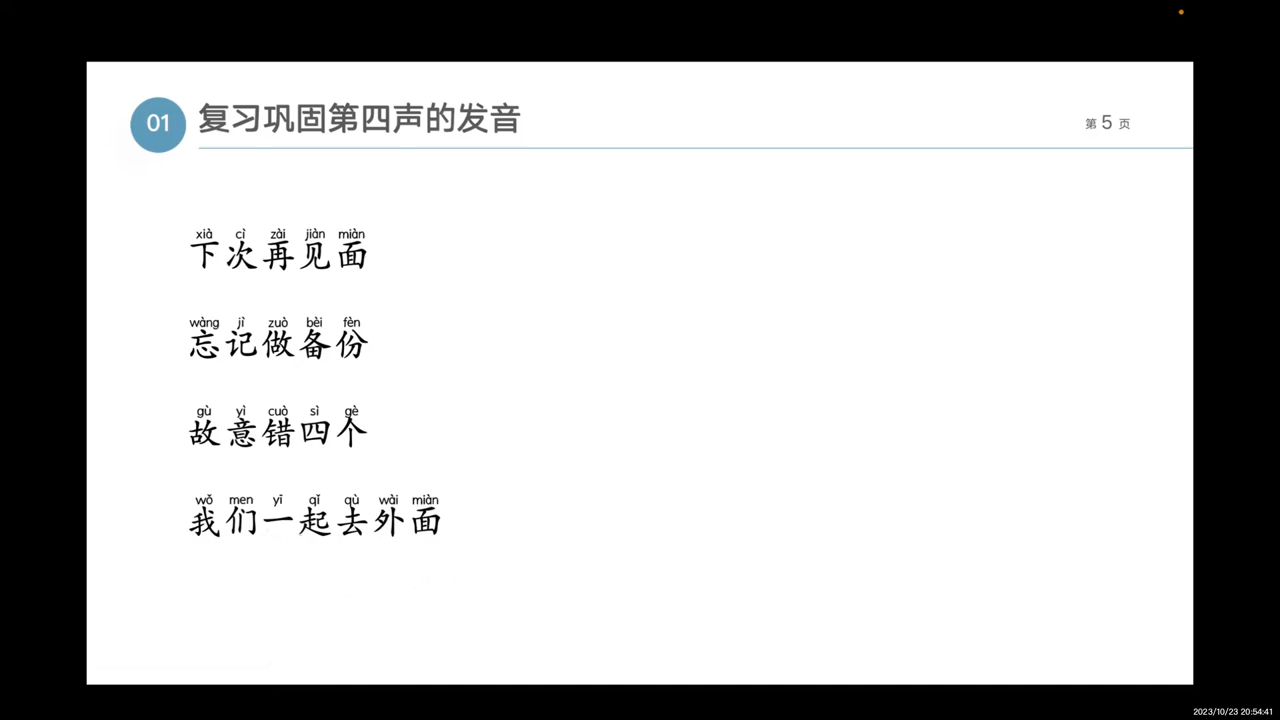 01 复习巩固第四声的发音
第 5 页
xià cì zài jiàn miàn
下次再见面
wàng jì zuò bèi fèn
忘记做备份
gù yì cuò sì gè
故意错四个
wǒ men yī qǐ qù wài miàn
我们一起去外面
2023/10/23 20:54:41